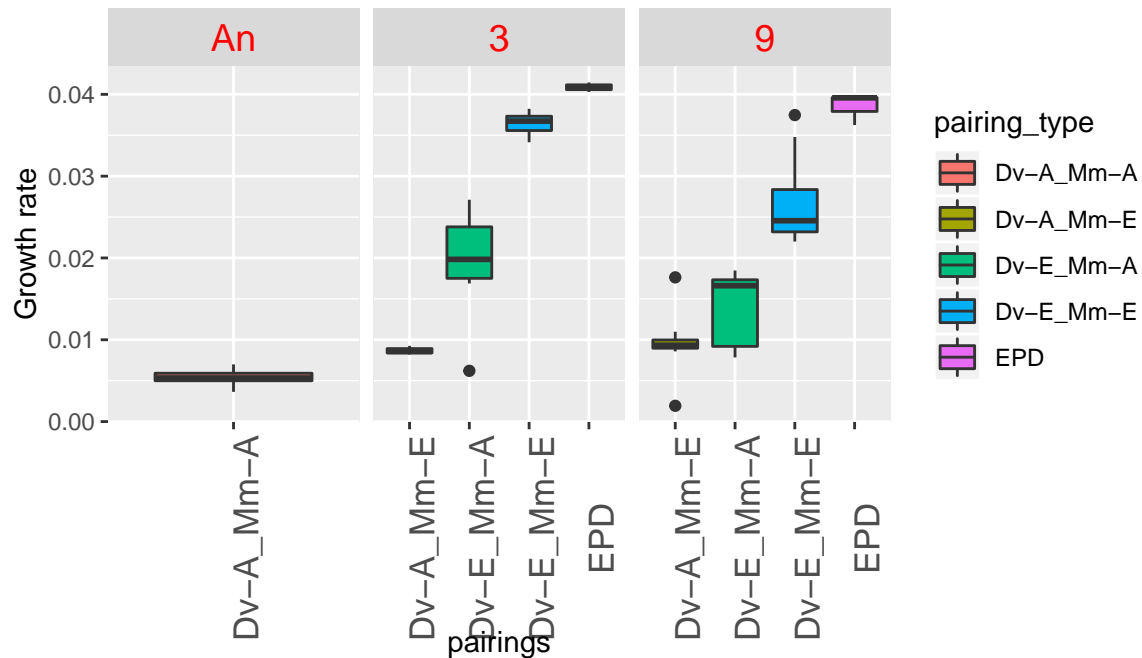 An
3
9
Growth rate
0.04
0.03
0.02
0.01
0.00
Dv−A_Mm−A
Dv−A_Mm−E
Dv−E_Mm−A
Dv−E_Mm−E
EPD
Dv−A_Mm−E
Dv−E_Mm−A
Dv−E_Mm−E
EPD
pairings
pairing_type
Dv−A_Mm−A
Dv−A_Mm−E
Dv−E_Mm−A
Dv−E_Mm−E
EPD